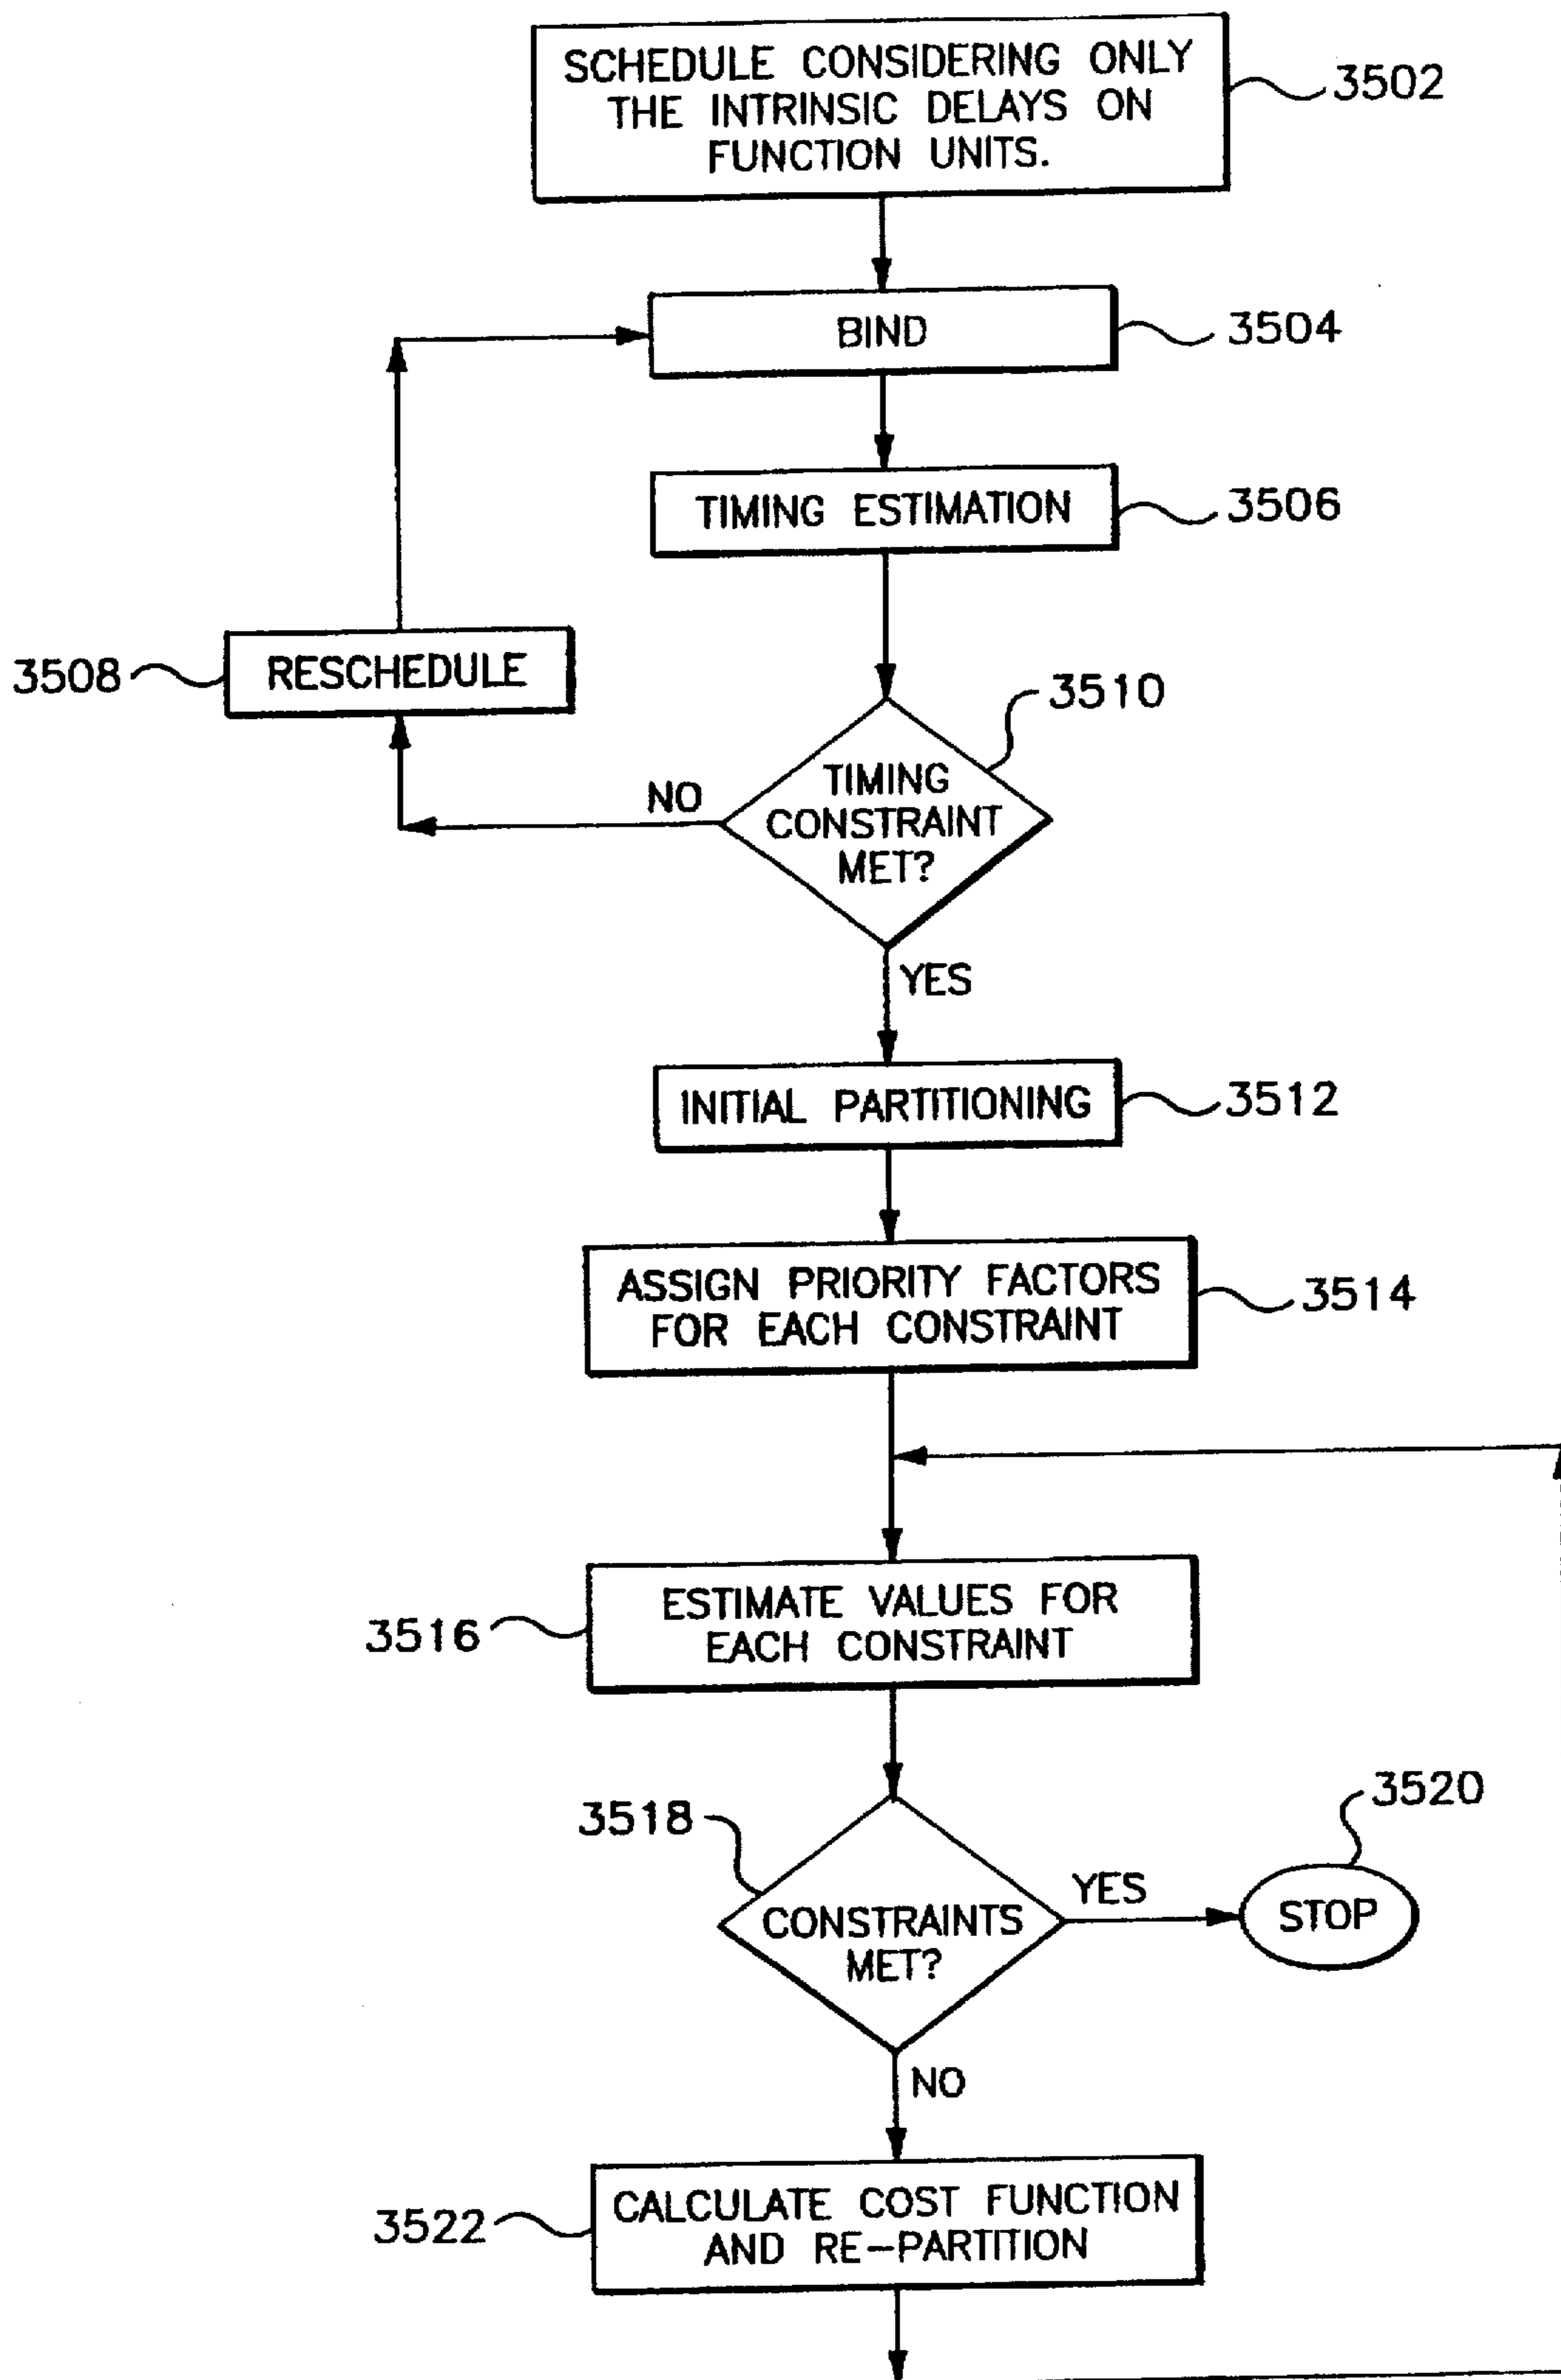 SCHEDULE CONSIDERING ONLY
THE INTRINSIC DELAYS ON
FUNCTION UNITS.
3502
BIND
3504
TIMING ESTIMATION
3506
3508
RESCHEDULE
3510
TIMING
CONSTRAINT
MET?
NO
YES
INITIAL PARTITIONING
3512
ASSIGN PRIORITY FACTORS
FOR EACH CONSTRAINT
3514
ESTIMATE VALUES FOR
EACH CONSTRAINT
3516
3518
CONSTRAINTS
MET?
YES
3520
STOP
NO
CALCULATE COST FUNCTION
AND RE-PARTITION
3522